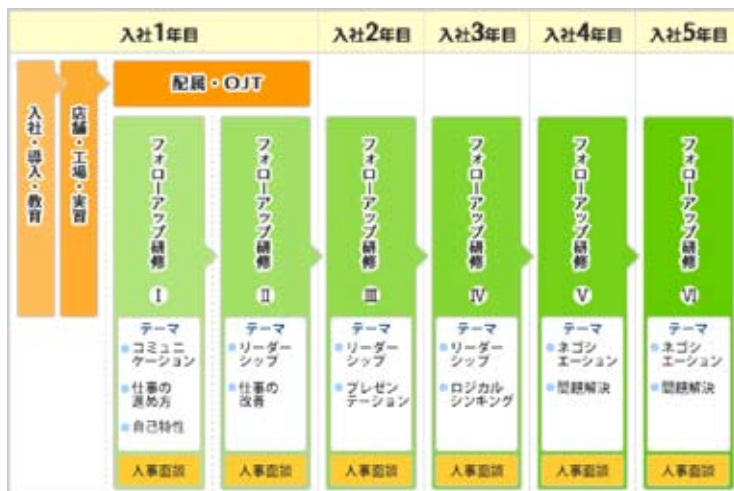 入社1年目
入社2年目
入社3年目
入社4年目
入社5年目
入社・導入・教育
店舗・工場・実習
配属・OJT
フォローアップ研修
Ⅰ
テーマ
コミュニ
ケーション
仕事の
進め方
自己特性
人事面談
フォローアップ研修
Ⅱ
テーマ
リーダー
シップ
仕事の
改善
人事面談
フォローアップ研修
Ⅲ
テーマ
リーダー
シップ
プレゼン
テーション
人事面談
フォローアップ研修
Ⅳ
テーマ
リーダー
シップ
ロジカル
シンキング
人事面談
フォローアップ研修
Ⅴ
テーマ
ネゴシ
エーション
問題解決
人事面談
フォローアップ研修
Ⅵ
テーマ
ネゴシ
エーション
問題解決
人事面談